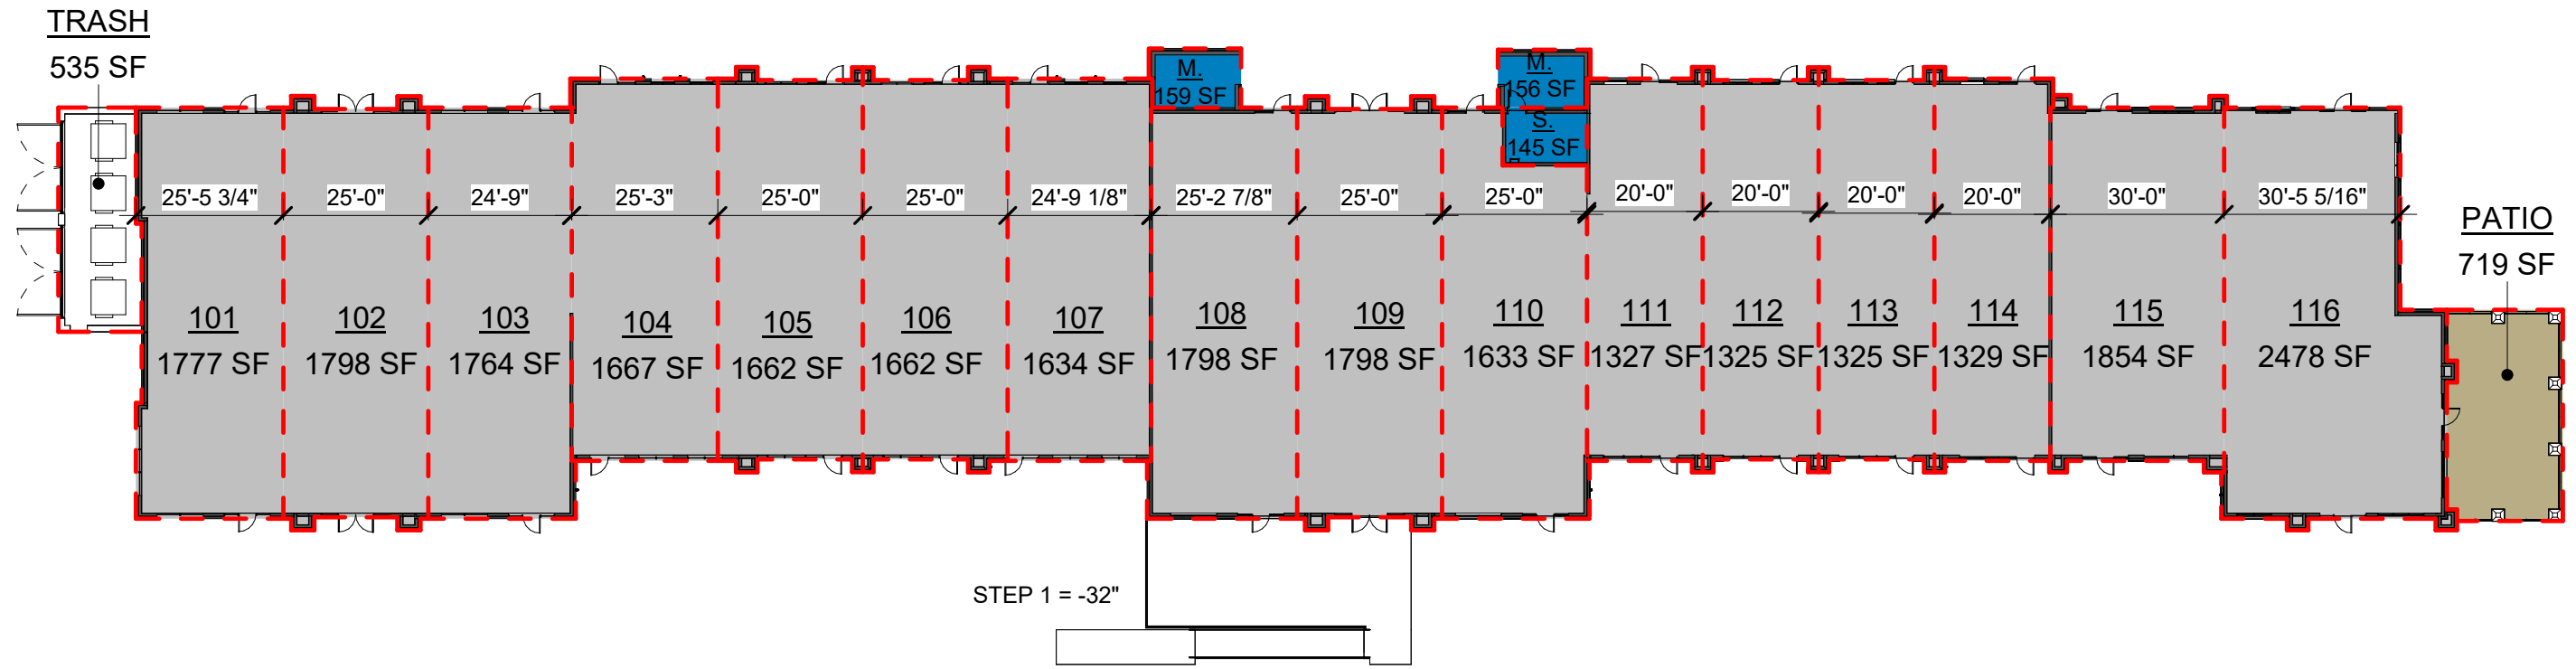 TRASH
535 SF
M.
159 SF
M.
156 SF
S.
145 SF
25'-5 3/4"
25'-0"
24'-9"
25'-3"
25'-0"
25'-0"
24'-9 1/8"
25'-2 7/8"
25'-0"
25'-0"
20'-0"
20'-0"
20'-0"
20'-0"
30'-0"
30'-5 5/16"
PATIO
719 SF
101
1777 SF
102
1798 SF
103
1764 SF
104
1667 SF
105
1662 SF
106
1662 SF
107
1634 SF
108
1798 SF
109
1798 SF
110
1633 SF
111
1327 SF
112
1325 SF
113
1325 SF
114
1329 SF
115
1854 SF
116
2478 SF
STEP 1 = -32"